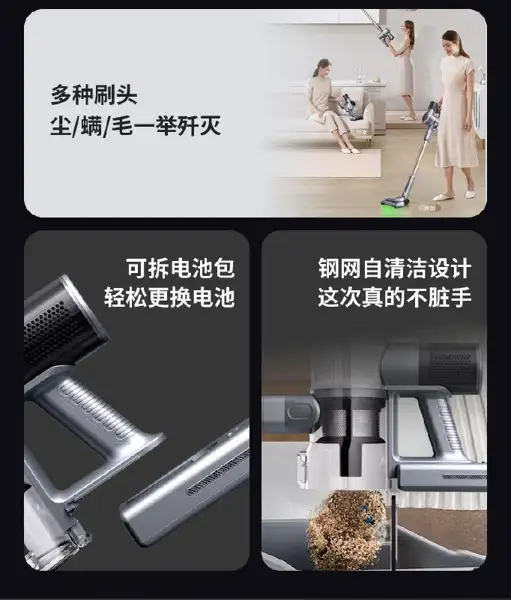 多种刷头
尘/螨/毛一举歼灭
可拆电池包
轻松更换电池
钢网自清洁设计
这次真的不脏手